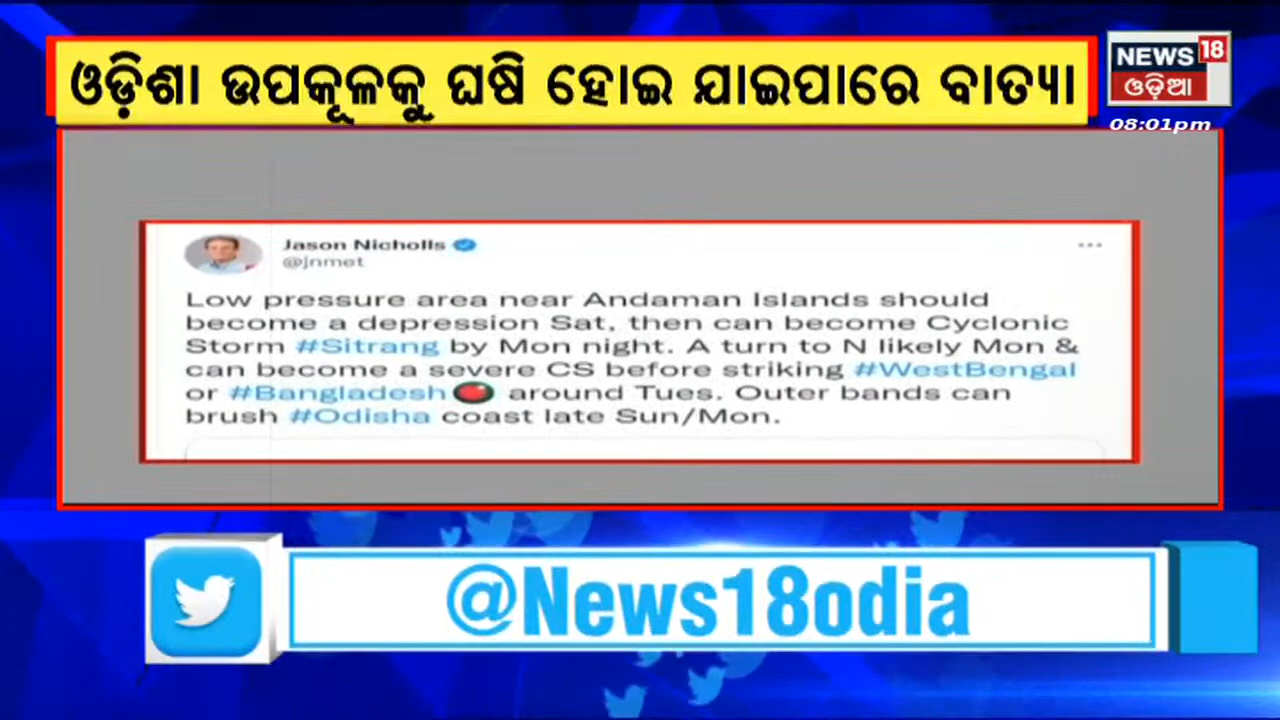 ଓଡ଼ିଶା ଉପକୂଳକୁ ଘଷି ହୋଇ ଯାଇପାରେ ବାତ୍ୟା
NEWS 18
ଓଡ଼ିଆ
08:01pm
Jason Nicholls
@jnmet
Low pressure area near Andaman Islands should
become a depression Sat, then can become Cyclonic
Storm #Sitrang by Mon night. A turn to N likely Mon &
can become a severe CS before striking #WestBengal
or #Bangladesh around Tues. Outer bands can
brush #Odisha coast late Sun/Mon.
@News18odia